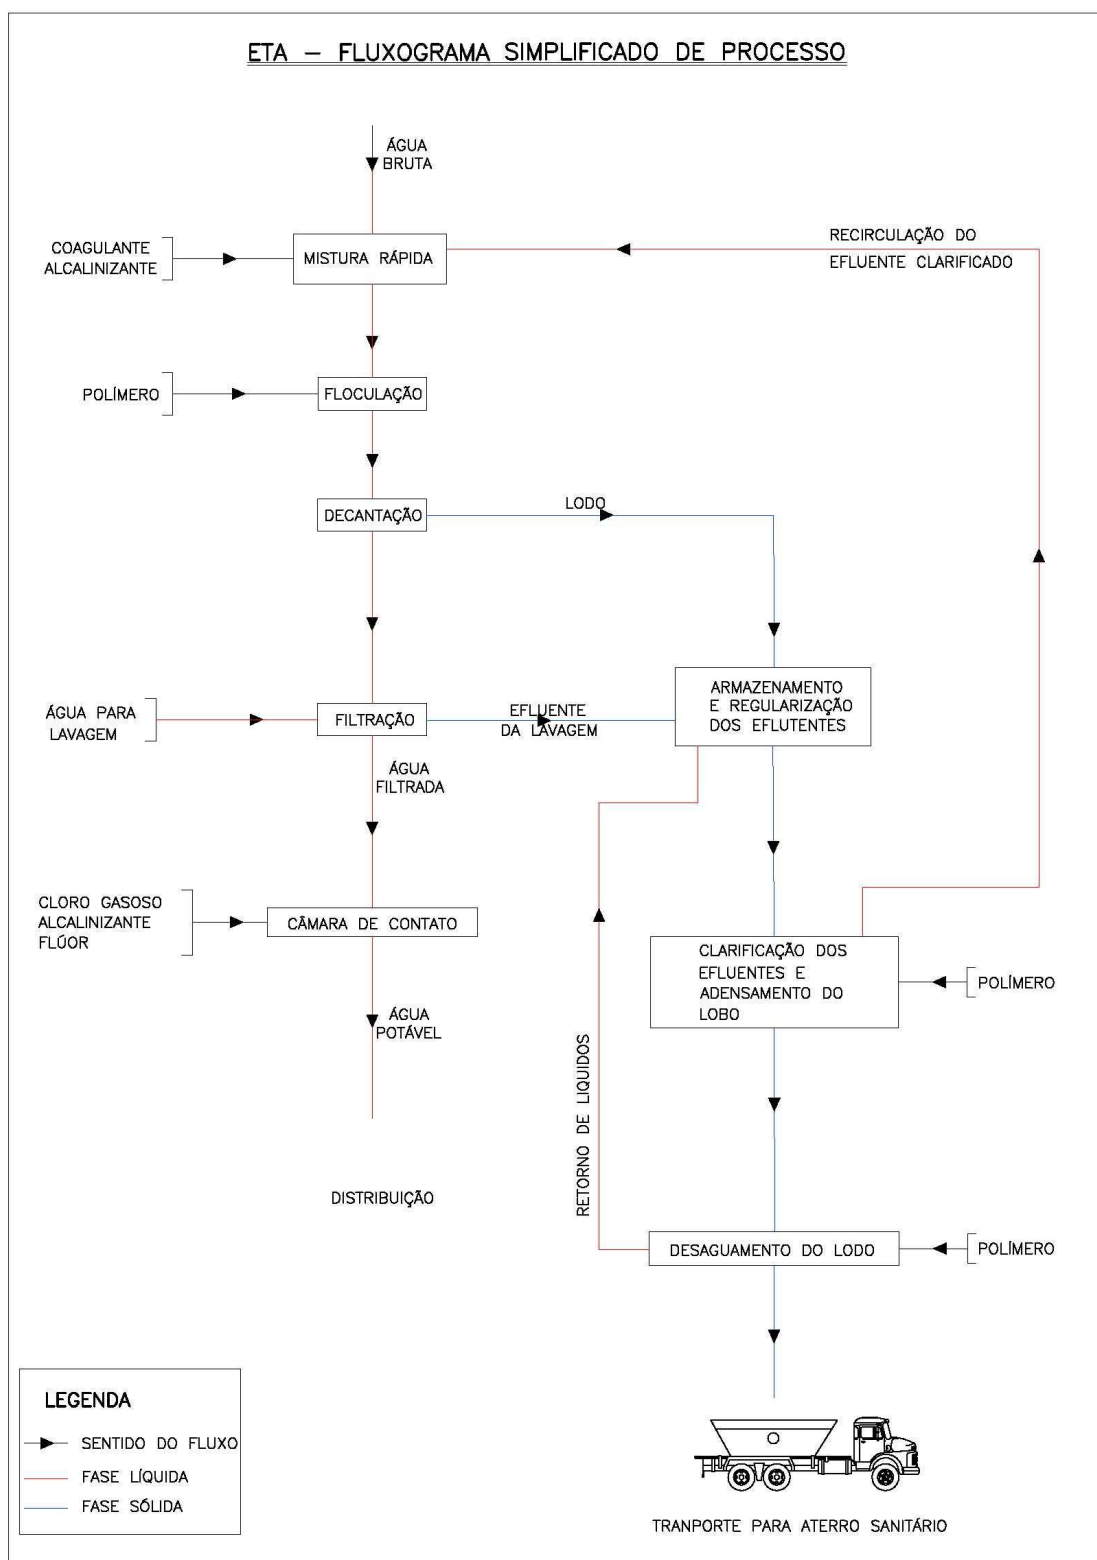 ETA – FLUXOGRAMA SIMPLIFICADO DE PROCESSO
ÁGUA
BRUTA
COAGULANTE
ALCALINIZANTE
MISTURA RÁPIDA
RECIRCULAÇÃO DO
EFLUENTE CLARIFICADO
POLÍMERO
FLOCULAÇÃO
DECANTAÇÃO
LODO
ÁGUA PARA
LAVAGEM
FILTRAÇÃO
EFLUENTE
DA LAVAGEM
ARMAZENAMENTO
E REGULARIZAÇÃO
DOS EFLUTENTES
ÁGUA
FILTRADA
CLORO GASOSO
ALCALINIZANTE
FLÚOR
CÂMARA DE CONTATO
CLARIFICAÇÃO DOS
EFLUENTES E
ADENSAMENTO DO
LOBO
POLÍMERO
ÁGUA
POTÁVEL
RETORNO DE LIQUIDOS
DISTRIBUIÇÃO
DESAGUAMENTO DO LODO
POLÍMERO
LEGENDA
SENTIDO DO FLUXO
FASE LÍQUIDA
FASE SÓLIDA
TRANPORTE PARA ATERRO SANITÁRIO